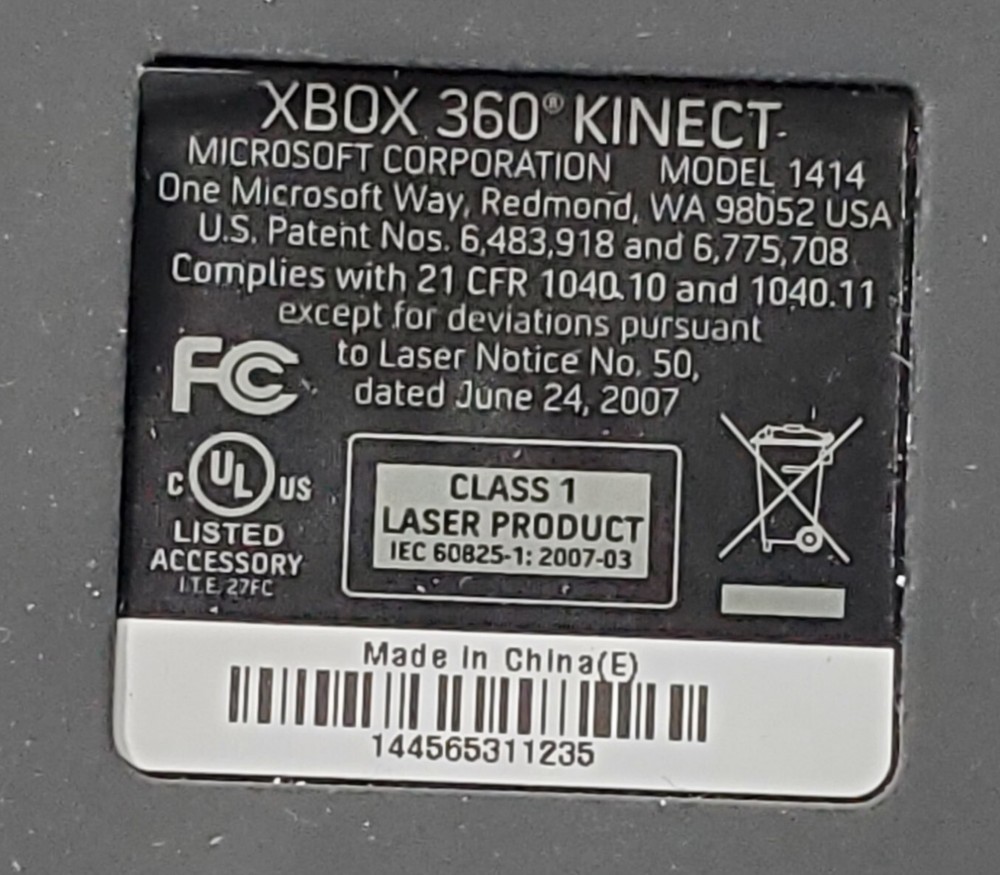 XBOX 360® KINECT
MICROSOFT CORPORATION MODEL 1414
One Microsoft Way, Redmond, WA 98052 USA
U.S. Patent Nos. 6,483,918 and 6,775,708
Complies with 21 CFR 1040.10 and 1040.11
except for deviations pursuant
to Laser Notice No. 50,
dated June 24, 2007
FC
C UL US
LISTED
ACCESSORY
I.T.E. 27FC
CLASS 1
LASER PRODUCT
IEC 60825-1: 2007-03
Made in China(E)
144565311235